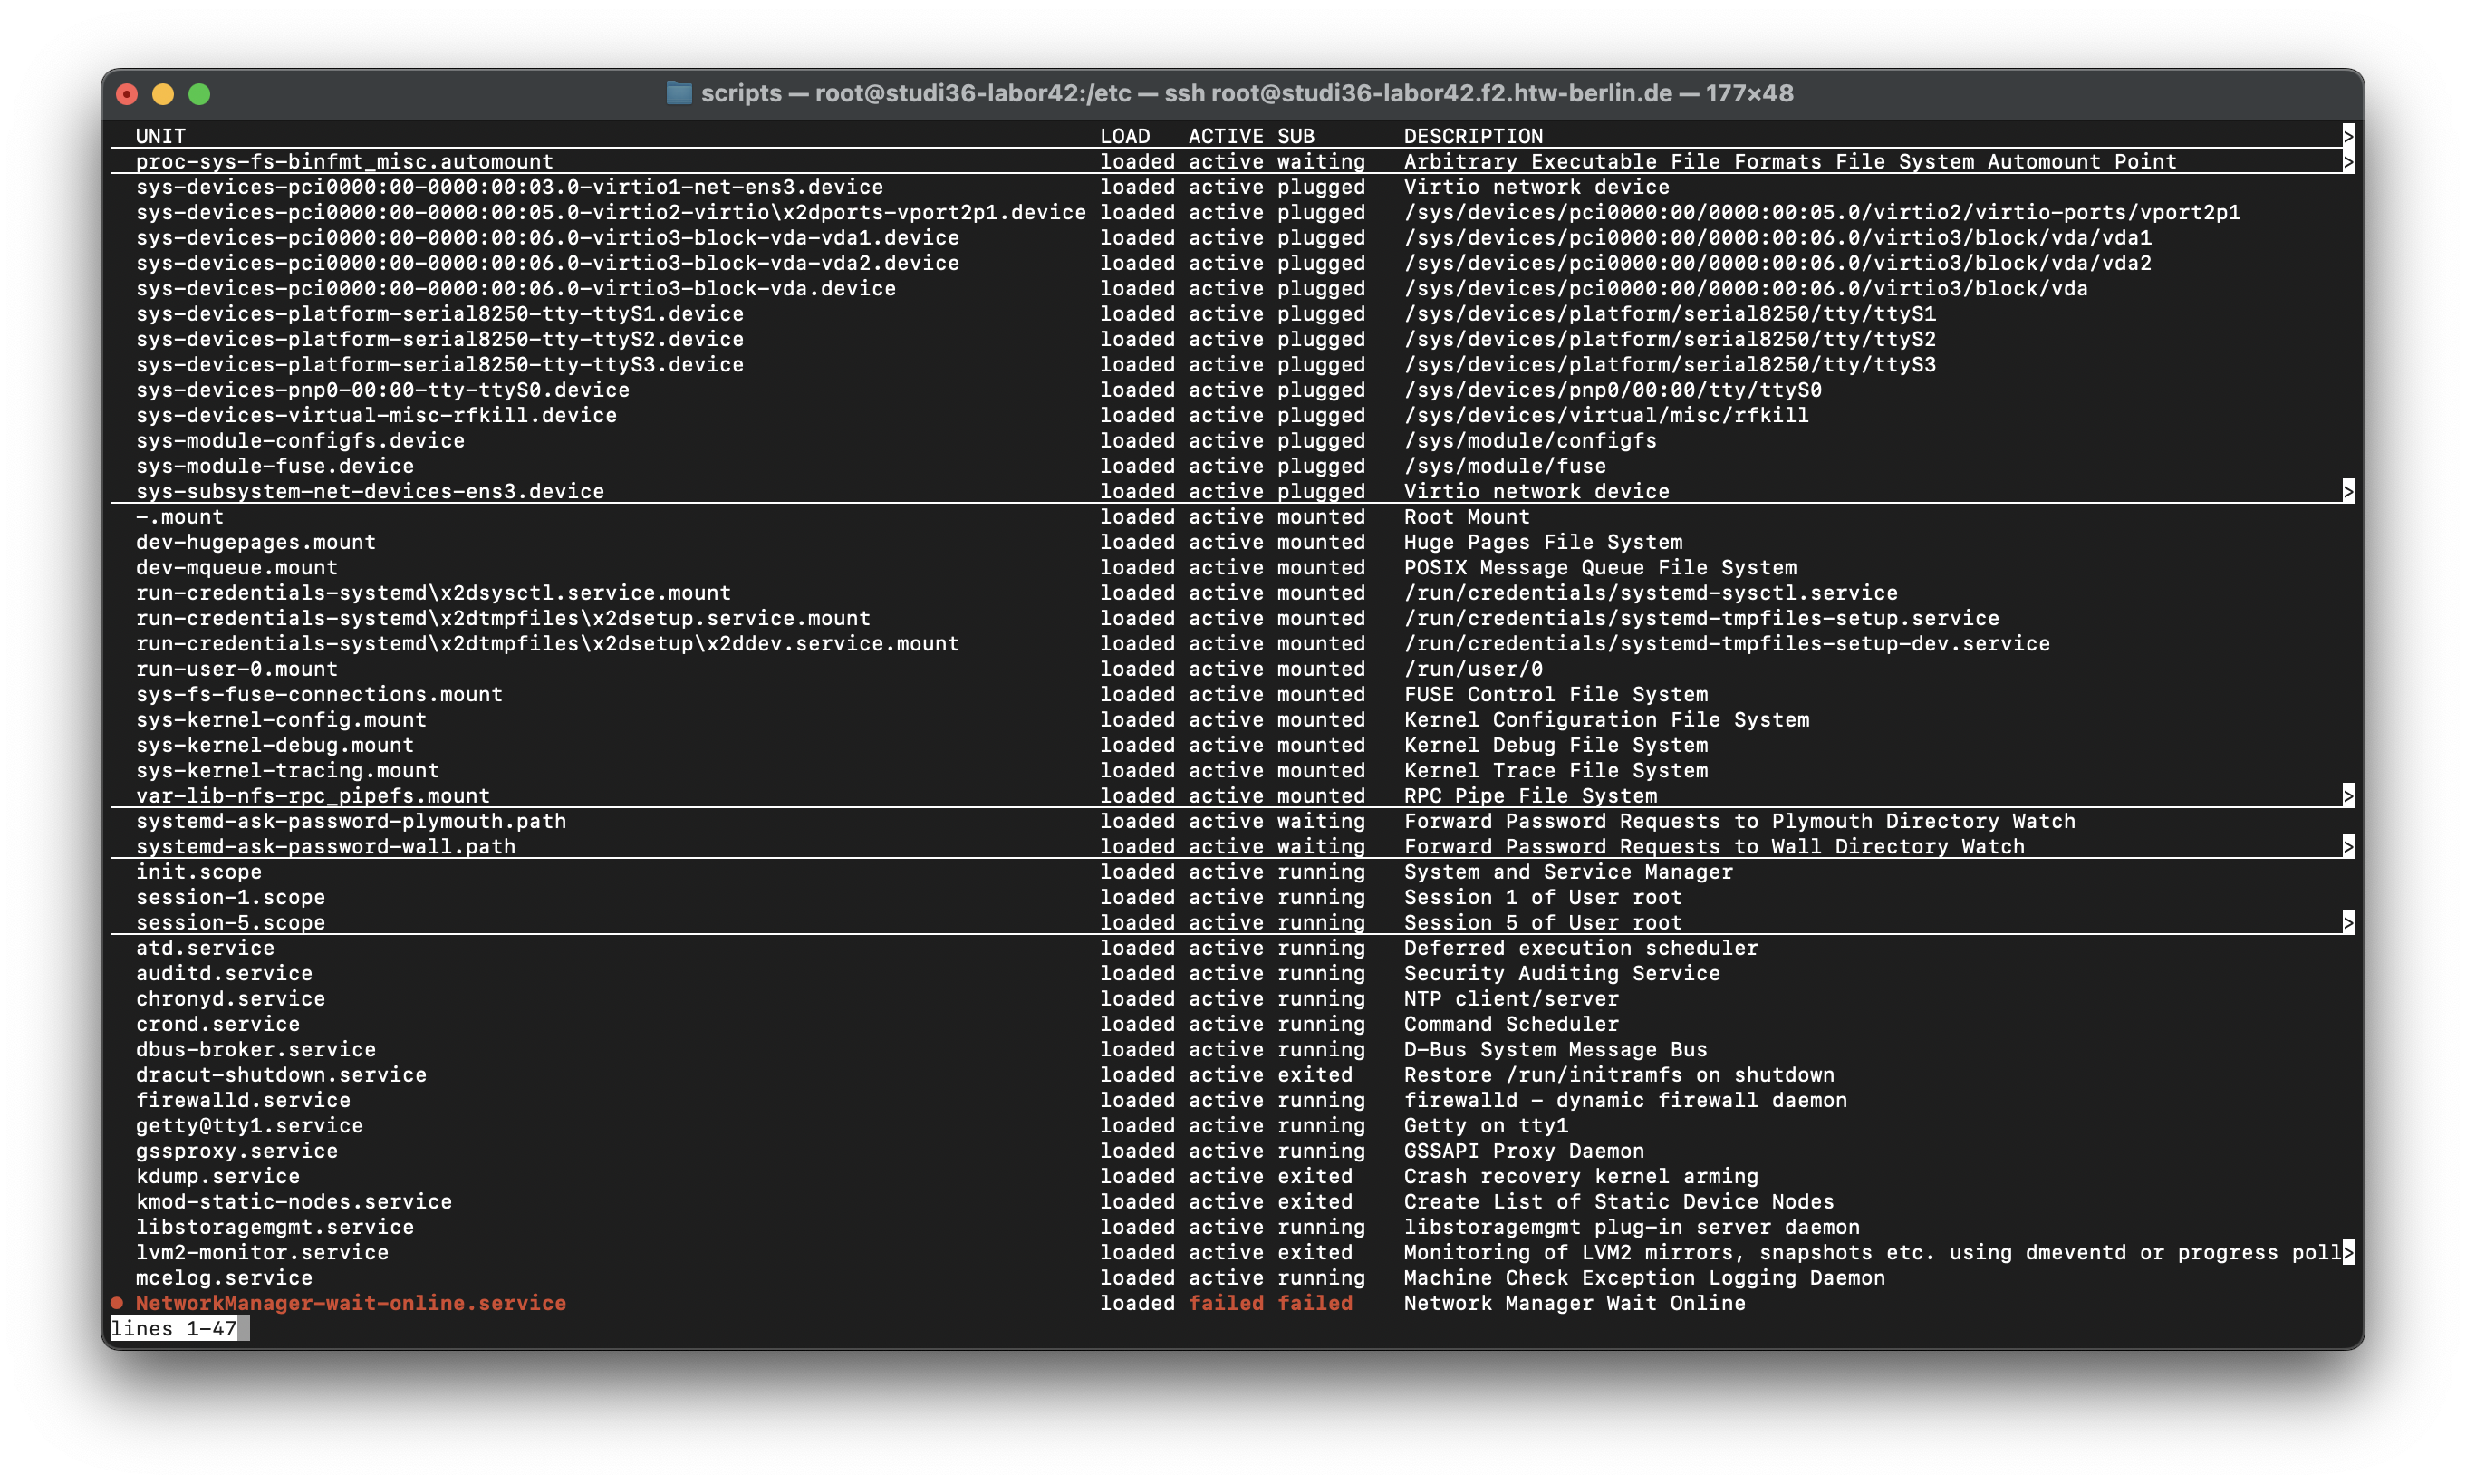 scripts — root@studi36-labor42:/etc — ssh root@studi36-labor42.f2.htw-berlin.de — 177×48
UNIT LOAD ACTIVE SUB DESCRIPTION >
proc-sys-fs-binfmt_misc.automount loaded active waiting Arbitrary Executable File Formats File System Automount Point >
sys-devices-pci0000:00-0000:00:03.0-virtio1-net-ens3.device loaded active plugged Virtio network device
sys-devices-pci0000:00-0000:00:05.0-virtio2-virtio\x2dports-vport2p1.device loaded active plugged /sys/devices/pci0000:00/0000:00:05.0/virtio2/virtio-ports/vport2p1
sys-devices-pci0000:00-0000:00:06.0-virtio3-block-vda-vda1.device loaded active plugged /sys/devices/pci0000:00/0000:00:06.0/virtio3/block/vda/vda1
sys-devices-pci0000:00-0000:00:06.0-virtio3-block-vda-vda2.device loaded active plugged /sys/devices/pci0000:00/0000:00:06.0/virtio3/block/vda/vda2
sys-devices-pci0000:00-0000:00:06.0-virtio3-block-vda.device loaded active plugged /sys/devices/pci0000:00/0000:00:06.0/virtio3/block/vda
sys-devices-platform-serial8250-tty-ttyS1.device loaded active plugged /sys/devices/platform/serial8250/tty/ttyS1
sys-devices-platform-serial8250-tty-ttyS2.device loaded active plugged /sys/devices/platform/serial8250/tty/ttyS2
sys-devices-platform-serial8250-tty-ttyS3.device loaded active plugged /sys/devices/platform/serial8250/tty/ttyS3
sys-devices-pnp0-00:00-tty-ttyS0.device loaded active plugged /sys/devices/pnp0/00:00/tty/ttyS0
sys-devices-virtual-misc-rfkill.device loaded active plugged /sys/devices/virtual/misc/rfkill
sys-module-configfs.device loaded active plugged /sys/module/configfs
sys-module-fuse.device loaded active plugged /sys/module/fuse
sys-subsystem-net-devices-ens3.device loaded active plugged Virtio network device >
-.mount loaded active mounted Root Mount
dev-hugepages.mount loaded active mounted Huge Pages File System
dev-mqueue.mount loaded active mounted POSIX Message Queue File System
run-credentials-systemd\x2dsysctl.service.mount loaded active mounted /run/credentials/systemd-sysctl.service
run-credentials-systemd\x2dtmpfiles\x2dsetup.service.mount loaded active mounted /run/credentials/systemd-tmpfiles-setup.service
run-credentials-systemd\x2dtmpfiles\x2dsetup\x2ddev.service.mount loaded active mounted /run/credentials/systemd-tmpfiles-setup-dev.service
run-user-0.mount loaded active mounted /run/user/0
sys-fs-fuse-connections.mount loaded active mounted FUSE Control File System
sys-kernel-config.mount loaded active mounted Kernel Configuration File System
sys-kernel-debug.mount loaded active mounted Kernel Debug File System
sys-kernel-tracing.mount loaded active mounted Kernel Trace File System
var-lib-nfs-rpc_pipefs.mount loaded active mounted RPC Pipe File System >
systemd-ask-password-plymouth.path loaded active waiting Forward Password Requests to Plymouth Directory Watch
systemd-ask-password-wall.path loaded active waiting Forward Password Requests to Wall Directory Watch >
init.scope loaded active running System and Service Manager
session-1.scope loaded active running Session 1 of User root
session-5.scope loaded active running Session 5 of User root >
atd.service loaded active running Deferred execution scheduler
auditd.service loaded active running Security Auditing Service
chronyd.service loaded active running NTP client/server
crond.service loaded active running Command Scheduler
dbus-broker.service loaded active running D-Bus System Message Bus
dracut-shutdown.service loaded active exited Restore /run/initramfs on shutdown
firewalld.service loaded active running firewalld - dynamic firewall daemon
getty@tty1.service loaded active running Getty on tty1
gssproxy.service loaded active running GSSAPI Proxy Daemon
kdump.service loaded active exited Crash recovery kernel arming
kmod-static-nodes.service loaded active exited Create List of Static Device Nodes
libstoragemgmt.service loaded active running libstoragemgmt plug-in server daemon
lvm2-monitor.service loaded active exited Monitoring of LVM2 mirrors, snapshots etc. using dmeventd or progress poll>
mcelog.service loaded active running Machine Check Exception Logging Daemon
● NetworkManager-wait-online.service loaded failed failed Network Manager Wait Online
lines 1-47